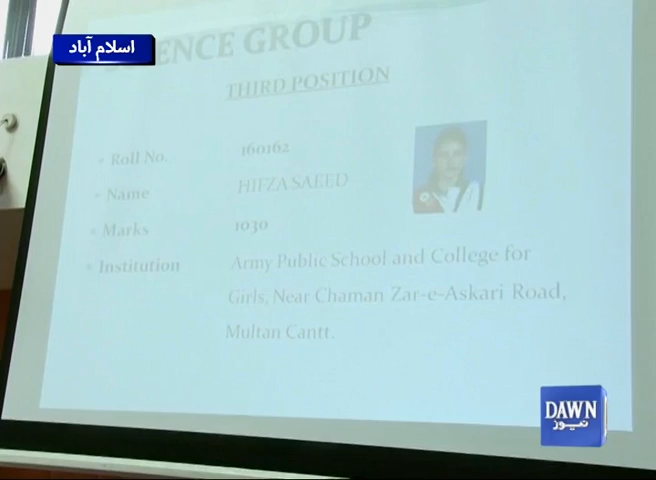 اسلام آباد
ENCE GROUP
THIRD POSITION
Roll No. 160162
Name HIFZA SAEED
Marks 1030
Institution Army Public School and College for
Girls, Near Chaman Zar-e-Askari Road,
Multan Cantt.
DAWN
نیوز